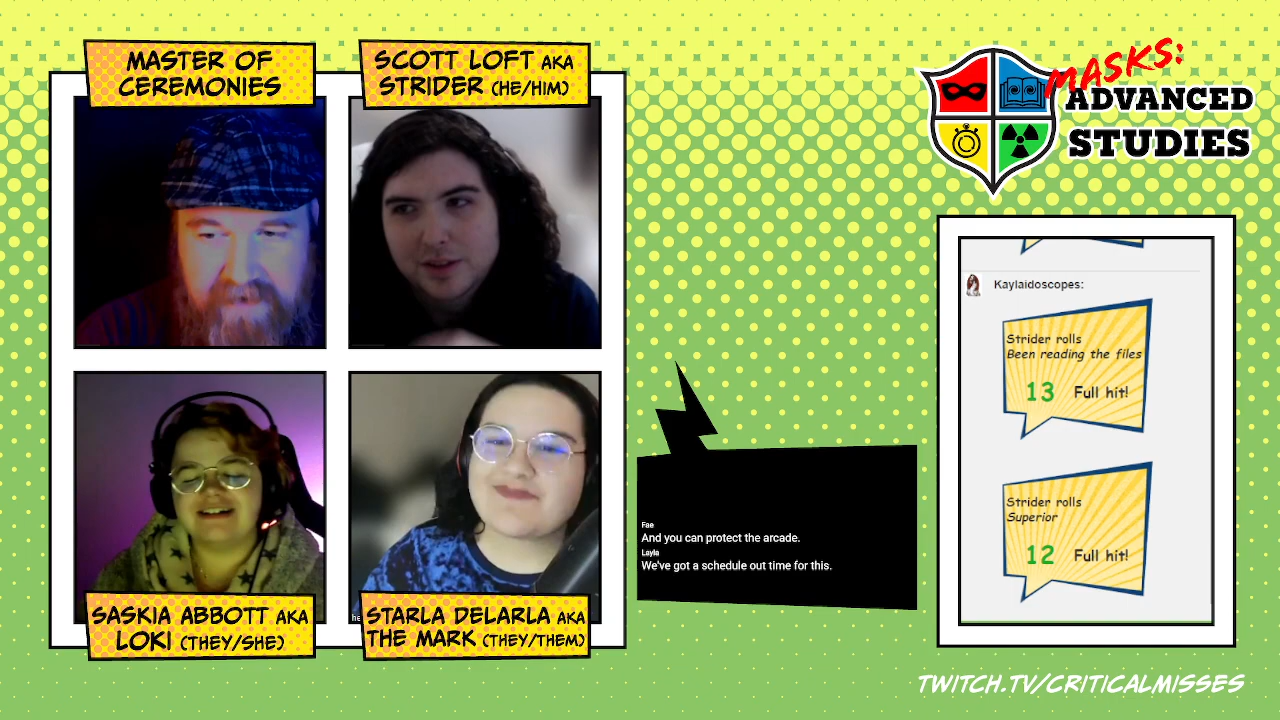 MASTER OF
CEREMONIES
SCOTT LOFT AKA
STRIDER (HE/HIM)
SASKIA ABBOTT AKA
LOKI (THEY/SHE)
he
STARLA DELARLA AKA
THE MARK (THEY/THEM)
Fae
And you can protect the arcade.
Layla
We've got a schedule out time for this.
MASKS:
ADVANCED
STUDIES
Kaylaidoscopes:
Strider rolls
Been reading the files
13 Full hit!
Strider rolls
Superior
12 Full hit!
TWITCH.TV/CRITICALMISSES